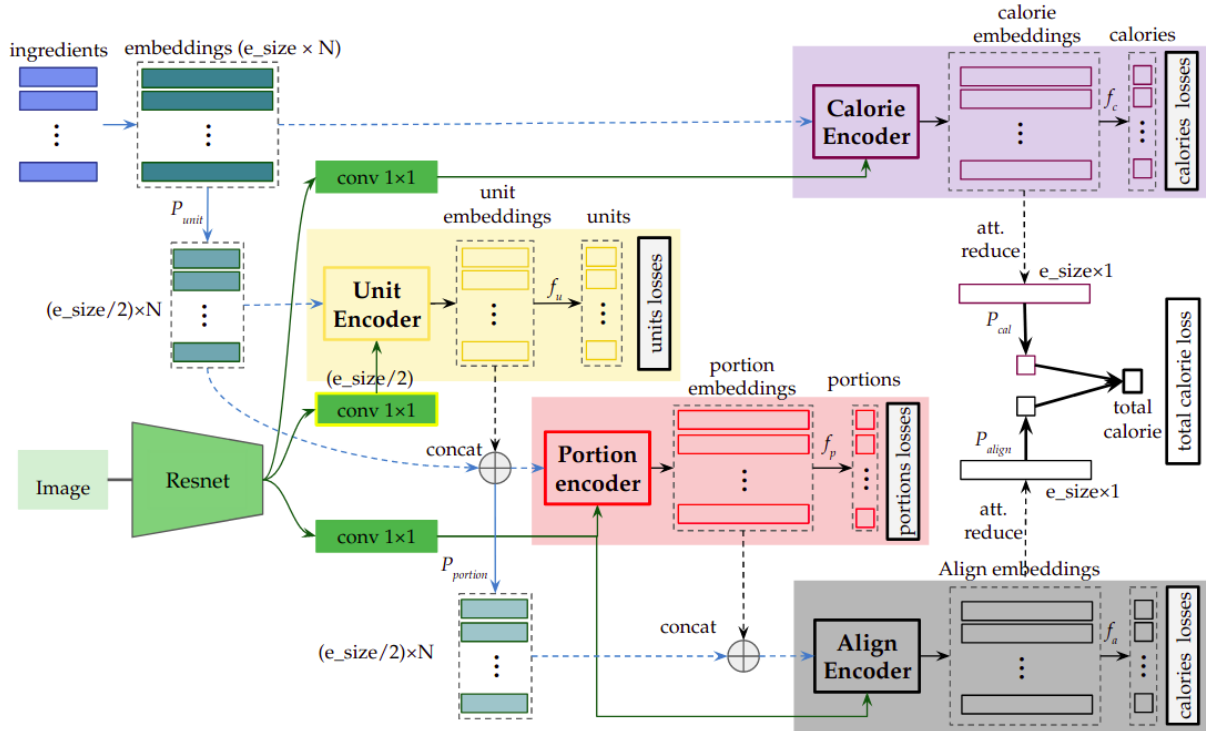 ingredients
embeddings (e_size × N)
calorie
embeddings
calories
Calorie
Encoder
f_c
calories losses
conv 1×1
P_unit
unit
embeddings
units
(e_size/2)×N
Unit
Encoder
f_u
units losses
att.
reduce
e_size×1
P_cal
(e_size/2)
conv 1×1
portion
embeddings
portions
total
calorie
total calorie loss
concat
Image
Resnet
Portion
encoder
f_p
portions losses
P_align
e_size×1
conv 1×1
att.
reduce
P_portion
Align embeddings
(e_size/2)×N
concat
Align
Encoder
f_a
calories losses